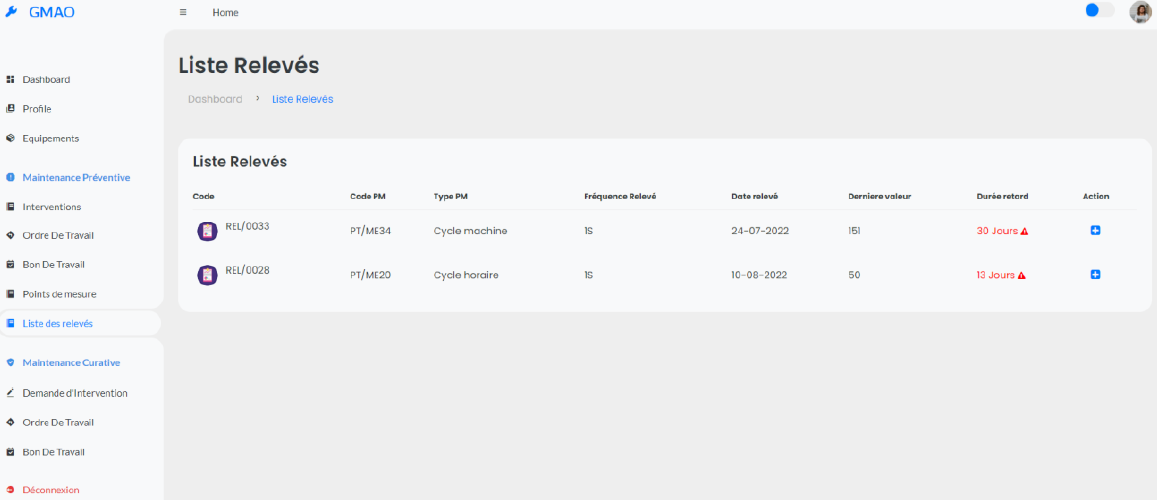 GMAO
Home
Dashboard
Profile
Equipements
Maintenance Préventive
Interventions
Ordre De Travail
Bon De Travail
Points de mesure
Liste des relevés
Maintenance Curative
Demande d'Intervention
Ordre De Travail
Bon De Travail
Déconnexion
Liste Relevés
Dashboard > Liste Relevés
Liste Relevés
Code Code PM Type PM Fréquence Relevé Date relevé Derniere valeur Durée retard Action
REL/0033 PT/ME34 Cycle machine 1S 24-07-2022 151 30 Jours
REL/0028 PT/ME20 Cycle horaire 1S 10-08-2022 50 13 Jours